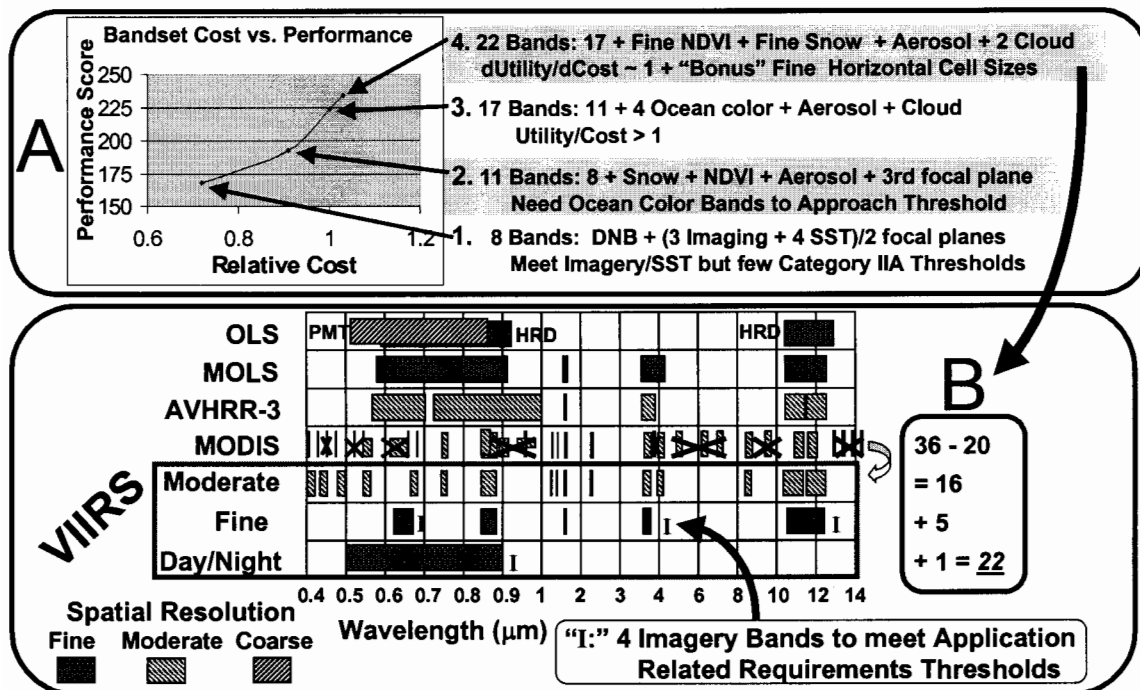 A
Bandset Cost vs. Performance
Performance Score
250
225
200
175
150
0.6 0.8 1 1.2
Relative Cost
4. 22 Bands: 17 + Fine NDVI + Fine Snow + Aerosol + 2 Cloud
dUtility/dCost ~ 1 + “Bonus” Fine Horizontal Cell Sizes
3. 17 Bands: 11 + 4 Ocean color + Aerosol + Cloud
Utility/Cost > 1
2. 11 Bands: 8 + Snow + NDVI + Aerosol + 3rd focal plane
Need Ocean Color Bands to Approach Threshold
1. 8 Bands: DNB + (3 Imaging + 4 SST)/2 focal planes
Meet Imagery/SST but few Category IIA Thresholds
B
OLS PMT HRD HRD
MOLS
AVHRR-3
MODIS
VIIRS
Moderate
Fine I I I
Day/Night I
0.4 0.5 0.6 0.7 0.8 0.9 1 2 4 6 8 10 12 14
Wavelength (µm)
36 - 20
= 16
+ 5
+ 1 = 22
Spatial Resolution
Fine Moderate Coarse
“I:” 4 Imagery Bands to meet Application
Related Requirements Thresholds